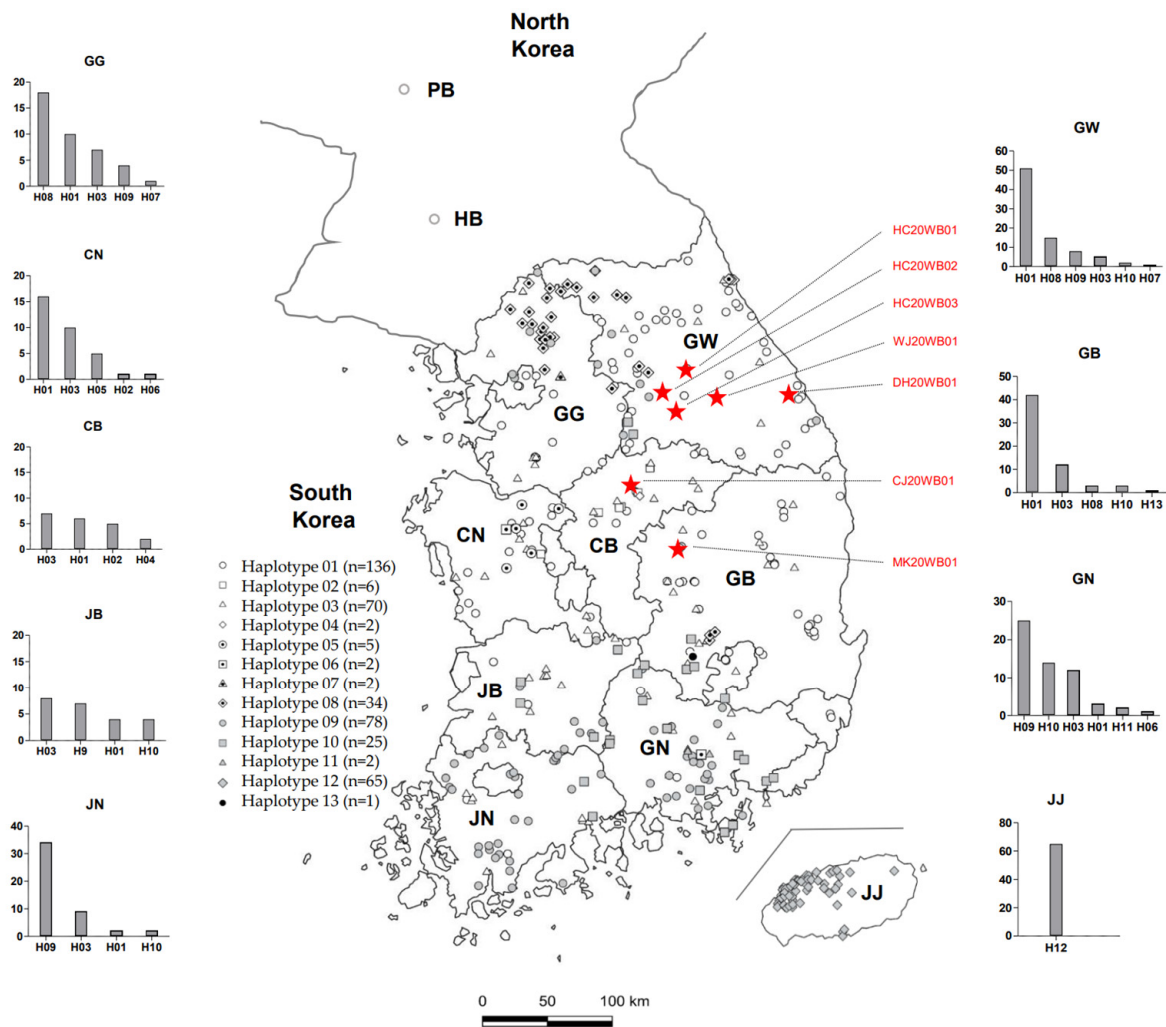 North
Korea
PB
HB
GG
20
15
10
5
0
H08 H01 H03 H09 H07
CN
20
15
10
5
0
H01 H03 H05 H02 H06
CB
20
15
10
5
0
H03 H01 H02 H04
JB
20
15
10
5
0
H03 H9 H01 H10
JN
40
30
20
10
0
H09 H03 H01 H10
South
Korea
Haplotype 01 (n=136)
Haplotype 02 (n=6)
Haplotype 03 (n=70)
Haplotype 04 (n=2)
Haplotype 05 (n=5)
Haplotype 06 (n=2)
Haplotype 07 (n=2)
Haplotype 08 (n=34)
Haplotype 09 (n=78)
Haplotype 10 (n=25)
Haplotype 11 (n=2)
Haplotype 12 (n=65)
Haplotype 13 (n=1)
GW
GG
CN
CB
GB
JB
GN
JN
JJ
HC20WB01
HC20WB02
HC20WB03
WJ20WB01
DH20WB01
CJ20WB01
MK20WB01
GW
60
50
40
30
20
10
0
H01 H08 H09 H03 H10 H07
GB
50
40
30
20
10
0
H01 H03 H08 H10 H13
GN
30
20
10
0
H09 H10 H03 H01 H11 H06
JJ
80
60
40
20
0
H12
0 50 100 km